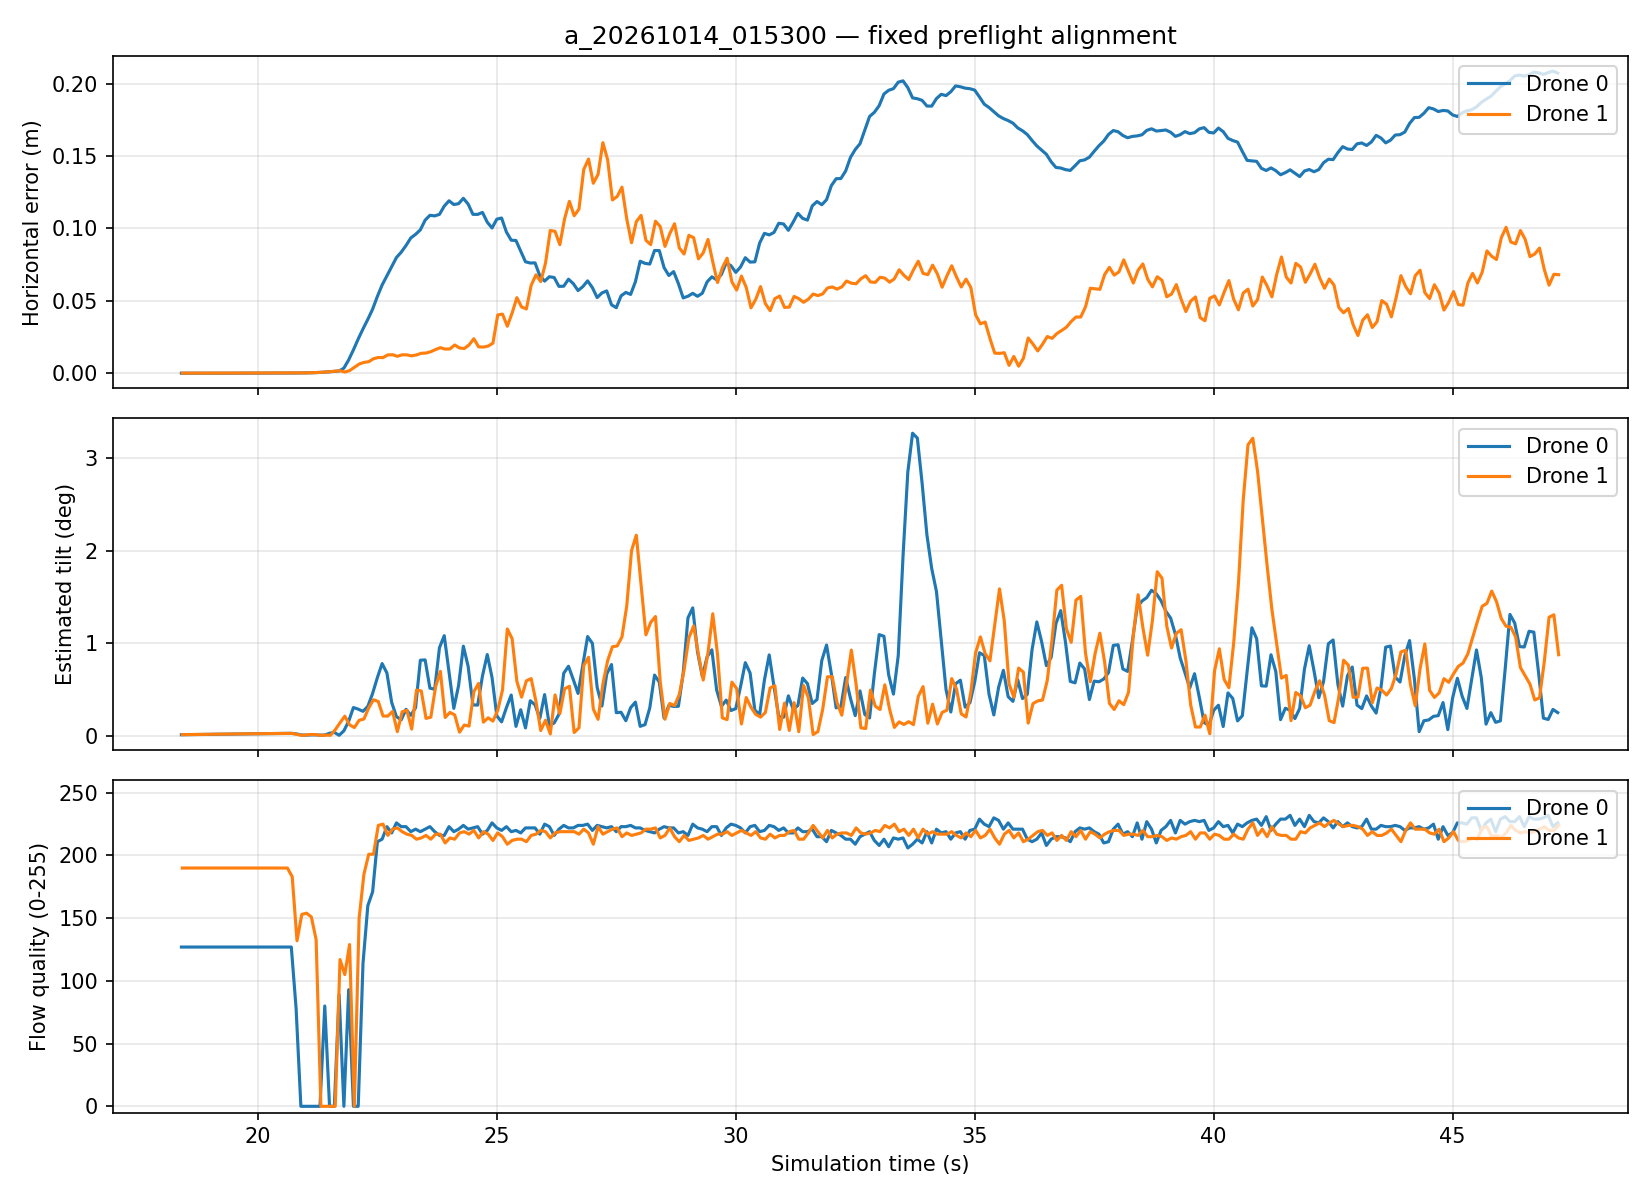 a_20261014_015300 — fixed preflight alignment
Horizontal error (m)
0.20
0.15
0.10
0.05
0.00
Drone 0
Drone 1
Estimated tilt (deg)
3
2
1
0
Drone 0
Drone 1
Flow quality (0-255)
250
200
150
100
50
0
Drone 0
Drone 1
20 25 30 35 40 45
Simulation time (s)